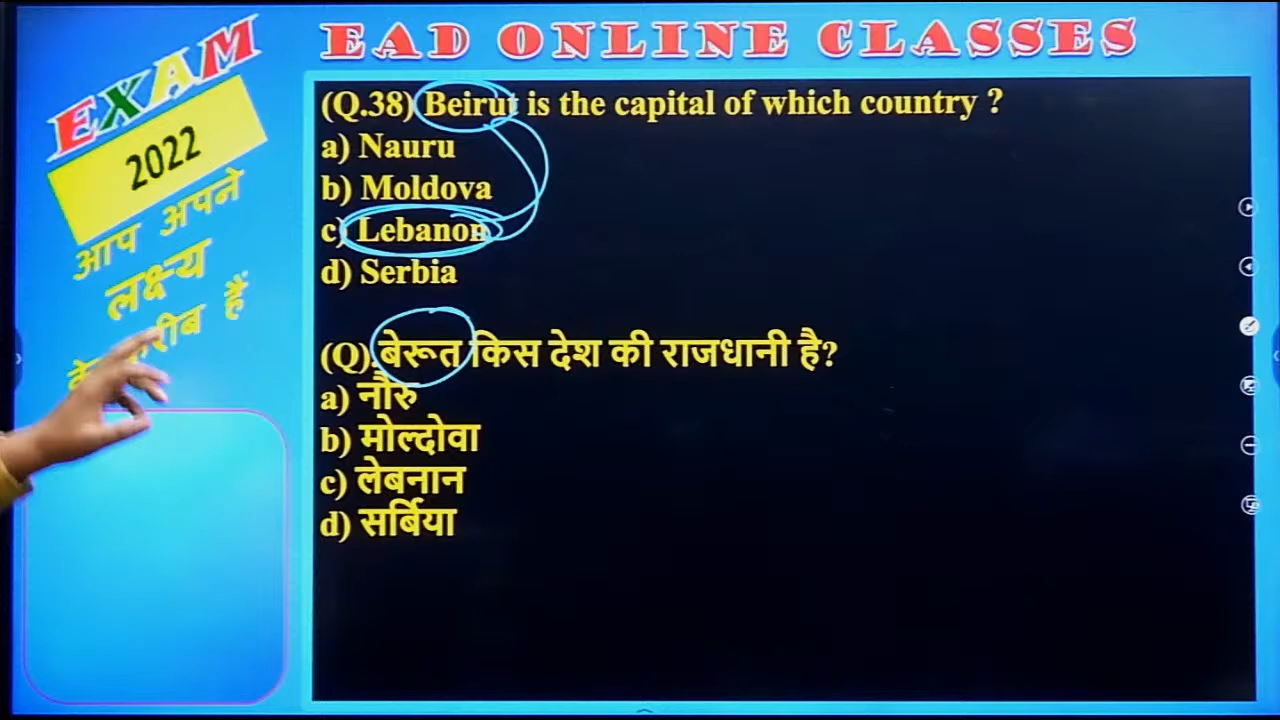 EXAM
2022
आप अपने
लक्ष्य
हैं
EAD ONLINE CLASSES
(Q.38) Beirut is the capital of which country ?
a) Nauru
b) Moldova
c) Lebanon
d) Serbia
(Q). बेरूत किस देश की राजधानी है?
a) नौरु
b) मोल्दोवा
c) लेबनान
d) सर्बिया